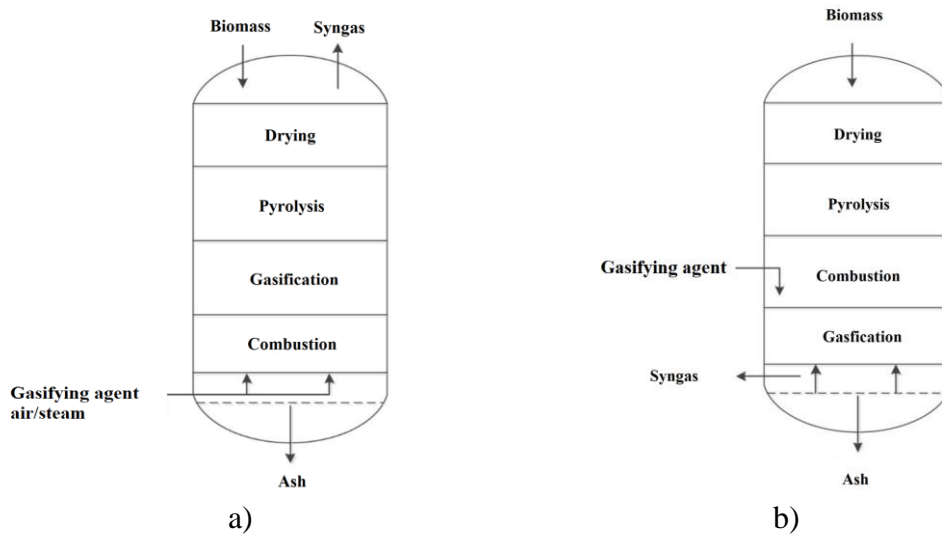 Biomass
Syngas
Drying
Pyrolysis
Gasification
Combustion
Gasifying agent
air/steam
Ash
a)
Biomass
Drying
Pyrolysis
Gasifying agent
Combustion
Gasfication
Syngas
Ash
b)